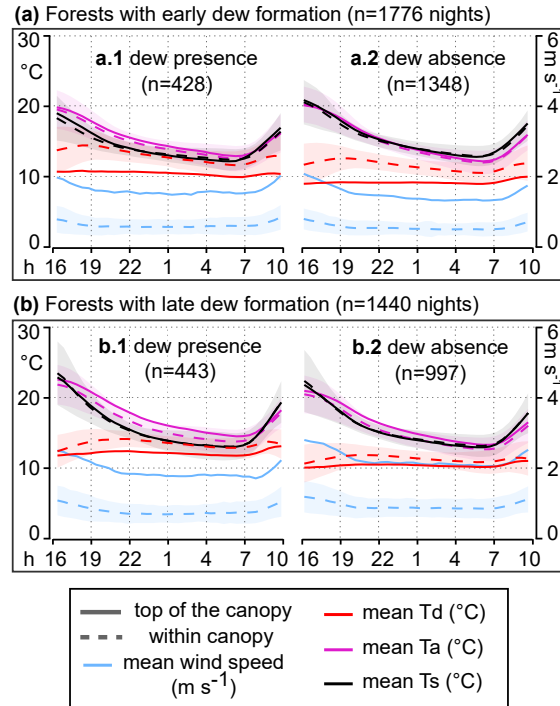 (a) Forests with early dew formation (n=1776 nights)
30
°C
20
10
0
a.1 dew presence
(n=428)
a.2 dew absence
(n=1348)
6
m s⁻¹
4
2
0
h 16 19 22 1 4 7 10 16 19 22 1 4 7 10
(b) Forests with late dew formation (n=1440 nights)
30
°C
20
10
0
b.1 dew presence
(n=443)
b.2 dew absence
(n=997)
6
m s⁻¹
4
2
0
h 16 19 22 1 4 7 10 16 19 22 1 4 7 10
top of the canopy
within canopy
mean wind speed
(m s⁻¹)
mean Td (°C)
mean Ta (°C)
mean Ts (°C)